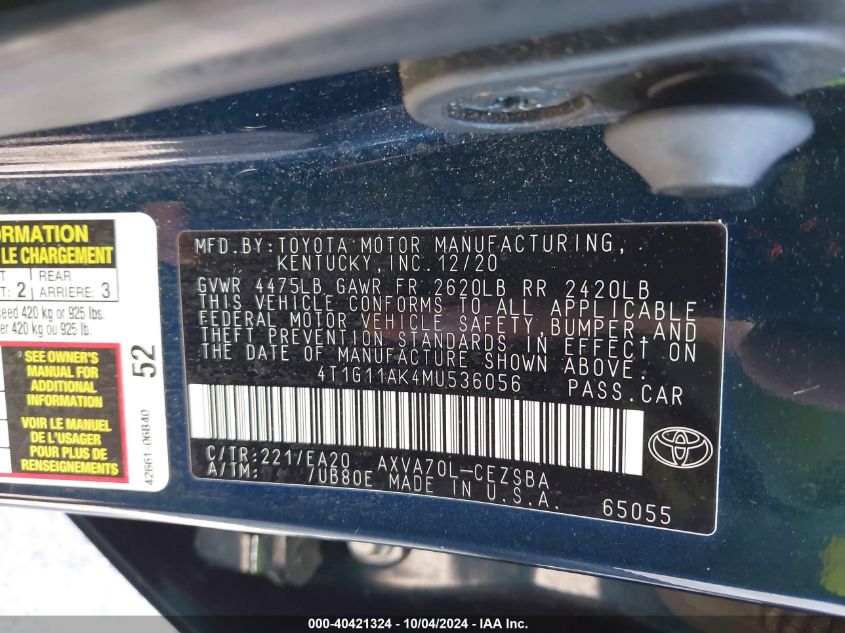 ORMATION
LE CHARGEMENT
REAR
: 2 ARRIÈRE: 3
seed 420 kg or 925 lbs.
er 420 kg ou 925 lb.
SEE OWNER'S
MANUAL FOR
ADDITIONAL
INFORMATION
VOIR LE MANUEL
DE L'USAGER
POUR PLUS DE
RENSEIGNEMENTS
52
42661-06B40
MFD.BY:TOYOTA MOTOR MANUFACTURING,
KENTUCKY, INC. 12/20
GVWR 4475LB GAWR FR 2620LB RR 2420LB
THIS VEHICLE CONFORMS TO ALL APPLICABLE
FEDERAL MOTOR VEHICLE SAFETY, BUMPER AND
THEFT PREVENTION STANDARDS IN EFFECT ON
THE DATE OF MANUFACTURE SHOWN ABOVE.
4T1G11AK4MU536056 PASS.CAR
C/TR:221/EA20 AXVA70L-CEZSBA
A/TM: /UB80E MADE IN U.S.A.
65055
000-40421324 - 10/04/2024 - IAA Inc.